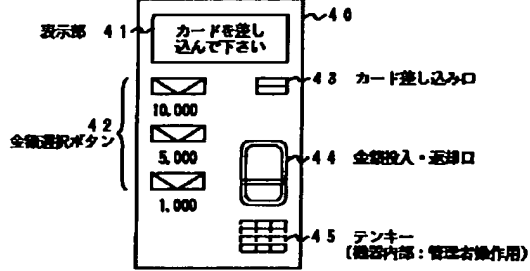 40
表示部 41
カードを差し
込んで下さい
43 カード差し込み口
10,000
42
金額選択ボタン
5,000
44 金額投入・返却口
1,000
45 テンキー
(機器内部:管理者操作用)